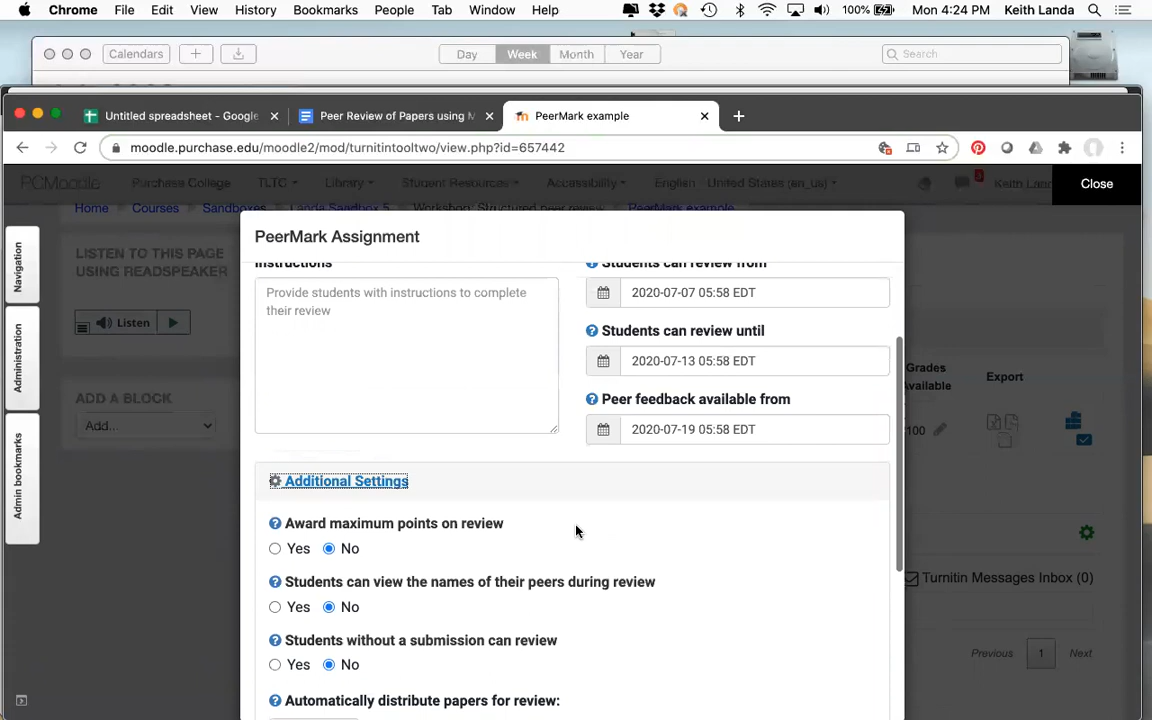 Chrome File Edit View History Bookmarks People Tab Window Help 100% Mon 4:24 PM Keith Landa
Calendars + Day Week Month Year Search
Untitled spreadsheet - Google Peer Review of Papers using M PeerMark example
moodle.purchase.edu/moodle2/mod/turnitintooltwo/view.php?id=657442
PCMoodle Purchase College TLTC Library Student Resources Accessibility English - United States (en_us) 3 Keith Landa Close
Home Courses Sandboxes Landa Sandbox 5 Workshop: Structured peer review PeerMark example
PeerMark Assignment
Navigation
Administration
Admin bookmarks
LISTEN TO THIS PAGE
USING READSPEAKER
Listen
ADD A BLOCK
Add...
Instructions
Provide students with instructions to complete
their review
Students can review from
2020-07-07 05:58 EDT
Students can review until
2020-07-13 05:58 EDT
Peer feedback available from
2020-07-19 05:58 EDT
Additional Settings
Award maximum points on review
Yes No
Students can view the names of their peers during review
Yes No
Students without a submission can review
Yes No
Automatically distribute papers for review:
Grades
Available
Export
100
Turnitin Messages Inbox (0)
Previous 1 Next